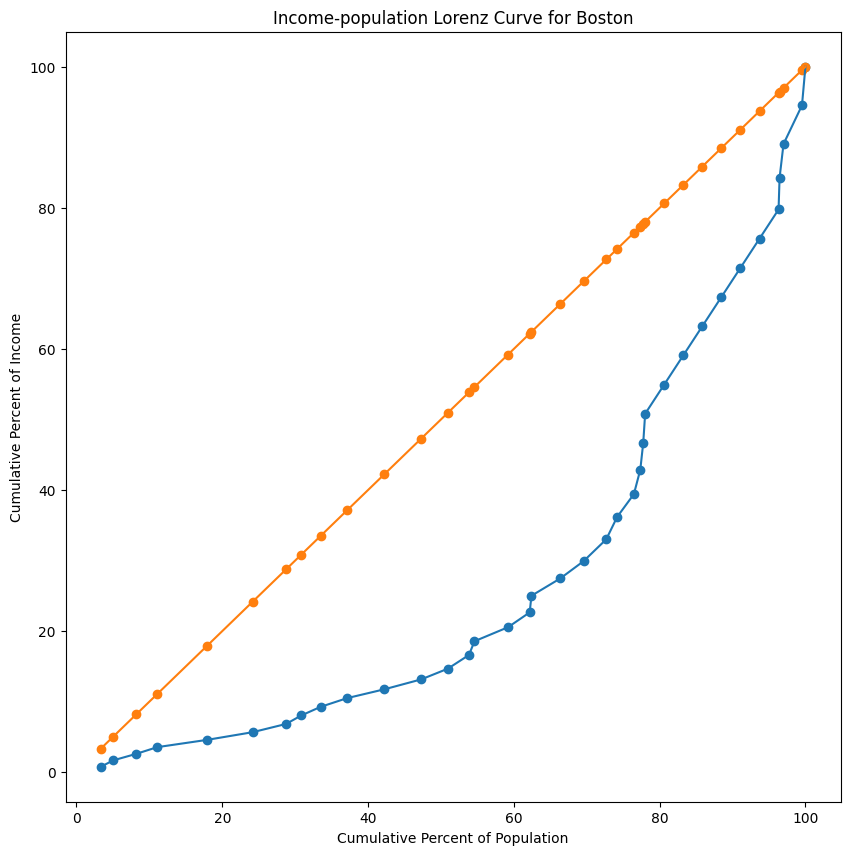 Income-population Lorenz Curve for Boston
100
80
60
40
20
0
Cumulative Percent of Income
0 20 40 60 80 100
Cumulative Percent of Population